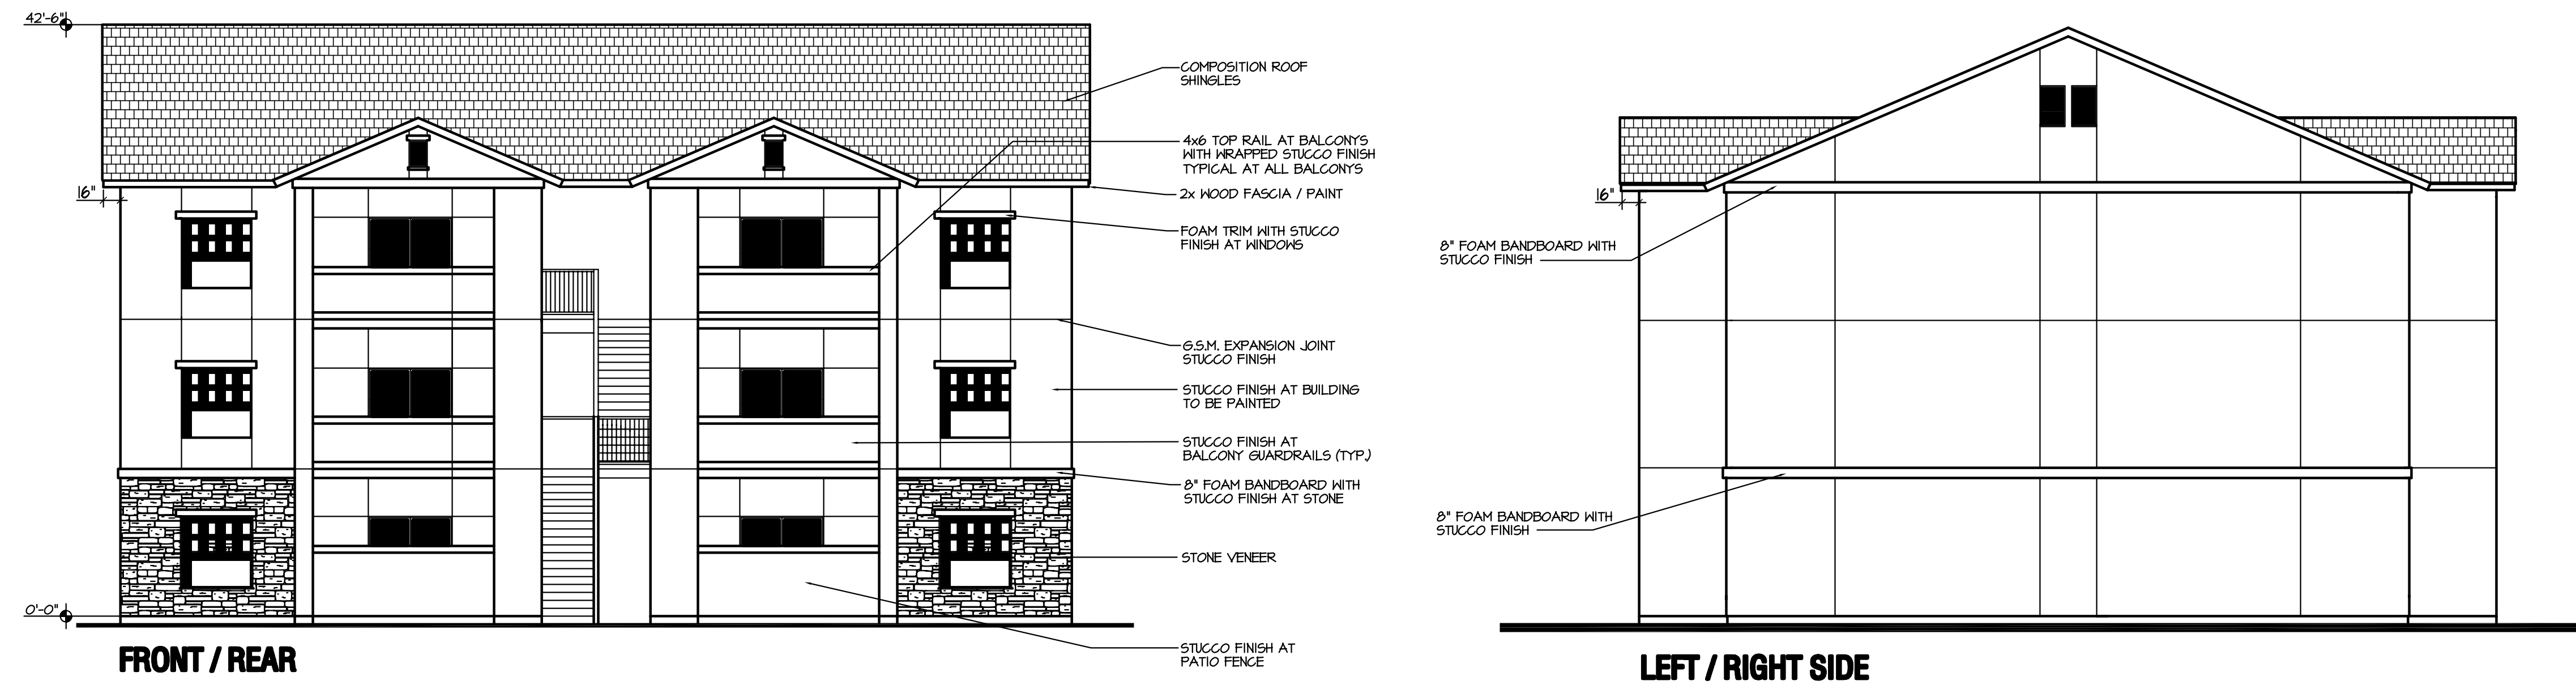 42'-6"
COMPOSITION ROOF
SHINGLES
4x6 TOP RAIL AT BALCONYS
WITH WRAPPED STUCCO FINISH
TYPICAL AT ALL BALCONYS
16"
2x WOOD FASCIA / PAINT
FOAM TRIM WITH STUCCO
FINISH AT WINDOWS
G.S.M. EXPANSION JOINT
STUCCO FINISH
STUCCO FINISH AT BUILDING
TO BE PAINTED
STUCCO FINISH AT
BALCONY GUARDRAILS (TYP.)
8" FOAM BANDBOARD WITH
STUCCO FINISH AT STONE
STONE VENEER
0'-0"
STUCCO FINISH AT
PATIO FENCE
FRONT / REAR
16"
8" FOAM BANDBOARD WITH
STUCCO FINISH
8" FOAM BANDBOARD WITH
STUCCO FINISH
LEFT / RIGHT SIDE